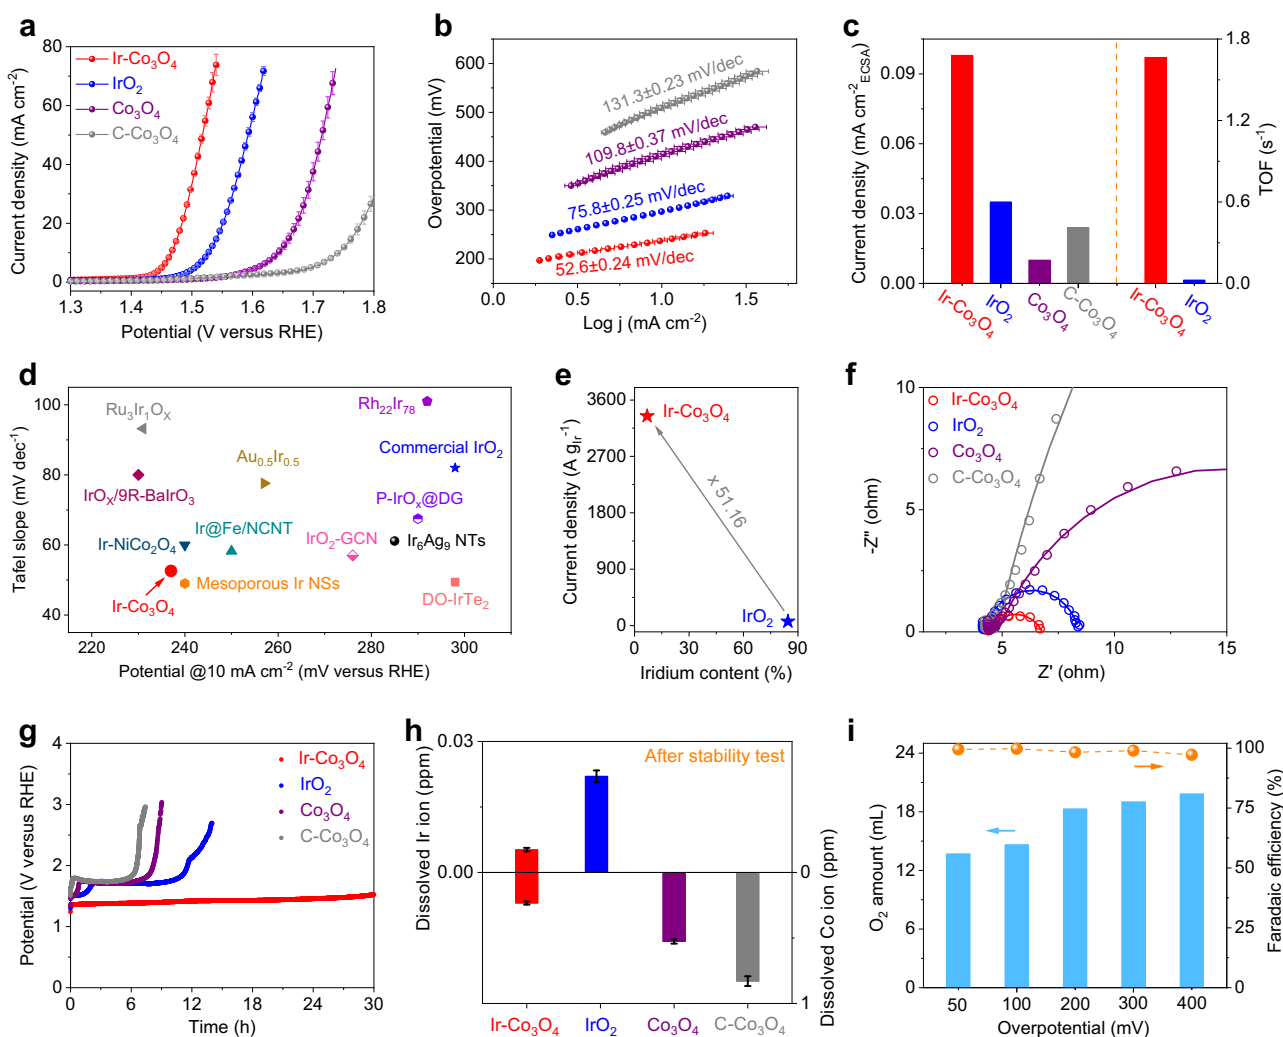 a
80
60
40
20
0
Current density (mA cm⁻²)
Ir-Co₃O₄
IrO₂
Co₃O₄
C-Co₃O₄
1.3 1.4 1.5 1.6 1.7 1.8
Potential (V versus RHE)
b
600
500
400
300
200
Overpotential (mV)
131.3±0.23 mV/dec
109.8±0.37 mV/dec
75.8±0.25 mV/dec
52.6±0.24 mV/dec
0.0 0.5 1.0 1.5
Log j (mA cm⁻²)
c
0.09
0.06
0.03
0.00
Current density (mA cm⁻²ECSA)
1.8
1.2
0.6
0.0
TOF (s⁻¹)
Ir-Co₃O₄ IrO₂ Co₃O₄ C-Co₃O₄ Ir-Co₃O₄ IrO₂
d
100
80
60
40
Tafel slope (mV dec⁻¹)
Ru₃Ir₁Oₓ
Rh₂₂Ir₇₈
Au₀.₅Ir₀.₅
Commercial IrO₂
IrOₓ/9R-BaIrO₃
P-IrOₓ@DG
Ir@Fe/NCNT
IrO₂-GCN
Ir-NiCo₂O₄
Ir₆Ag₉ NTs
Mesoporous Ir NSs
DO-IrTe₂
Ir-Co₃O₄
220 240 260 280 300
Potential @10 mA cm⁻² (mV versus RHE)
e
3600
2700
1800
900
0
Current density (A gIr⁻¹)
Ir-Co₃O₄
x 51.16
IrO₂
0 30 60 90
Iridium content (%)
f
10
5
0
-Z" (ohm)
Ir-Co₃O₄
IrO₂
Co₃O₄
C-Co₃O₄
5 10 15
Z' (ohm)
g
4
3
2
1
0
Potential (V versus RHE)
Ir-Co₃O₄
IrO₂
Co₃O₄
C-Co₃O₄
0 6 12 18 24 30
Time (h)
h
0.03
0.00
Dissolved Ir ion (ppm)
After stability test
0
1
Dissolved Co ion (ppm)
Ir-Co₃O₄ IrO₂ Co₃O₄ C-Co₃O₄
i
24
18
12
6
0
O₂ amount (mL)
100
75
50
25
0
Faradaic efficiency (%)
50 100 200 300 400
Overpotential (mV)